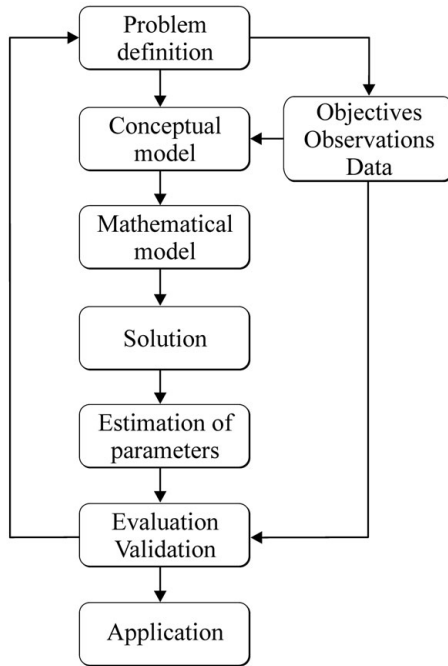 Problem
definition
Objectives
Observations
Data
Conceptual
model
Mathematical
model
Solution
Estimation of
parameters
Evaluation
Validation
Application